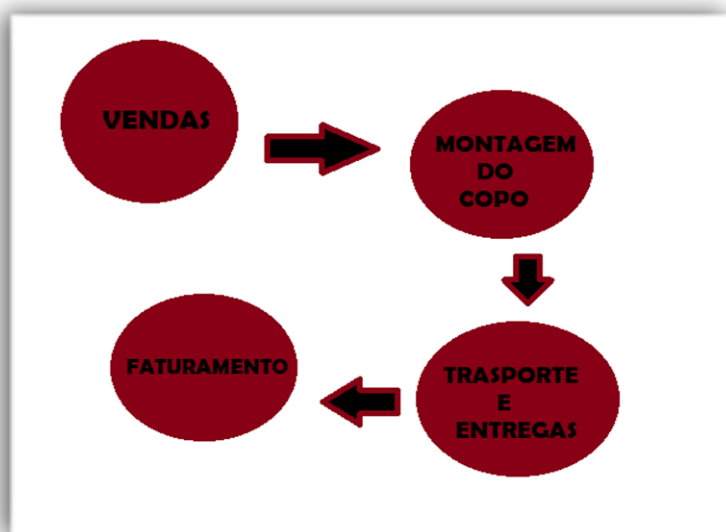 VENDAS
MONTAGEM
DO
COPO
TRASPORTE
E
ENTREGAS
FATURAMENTO